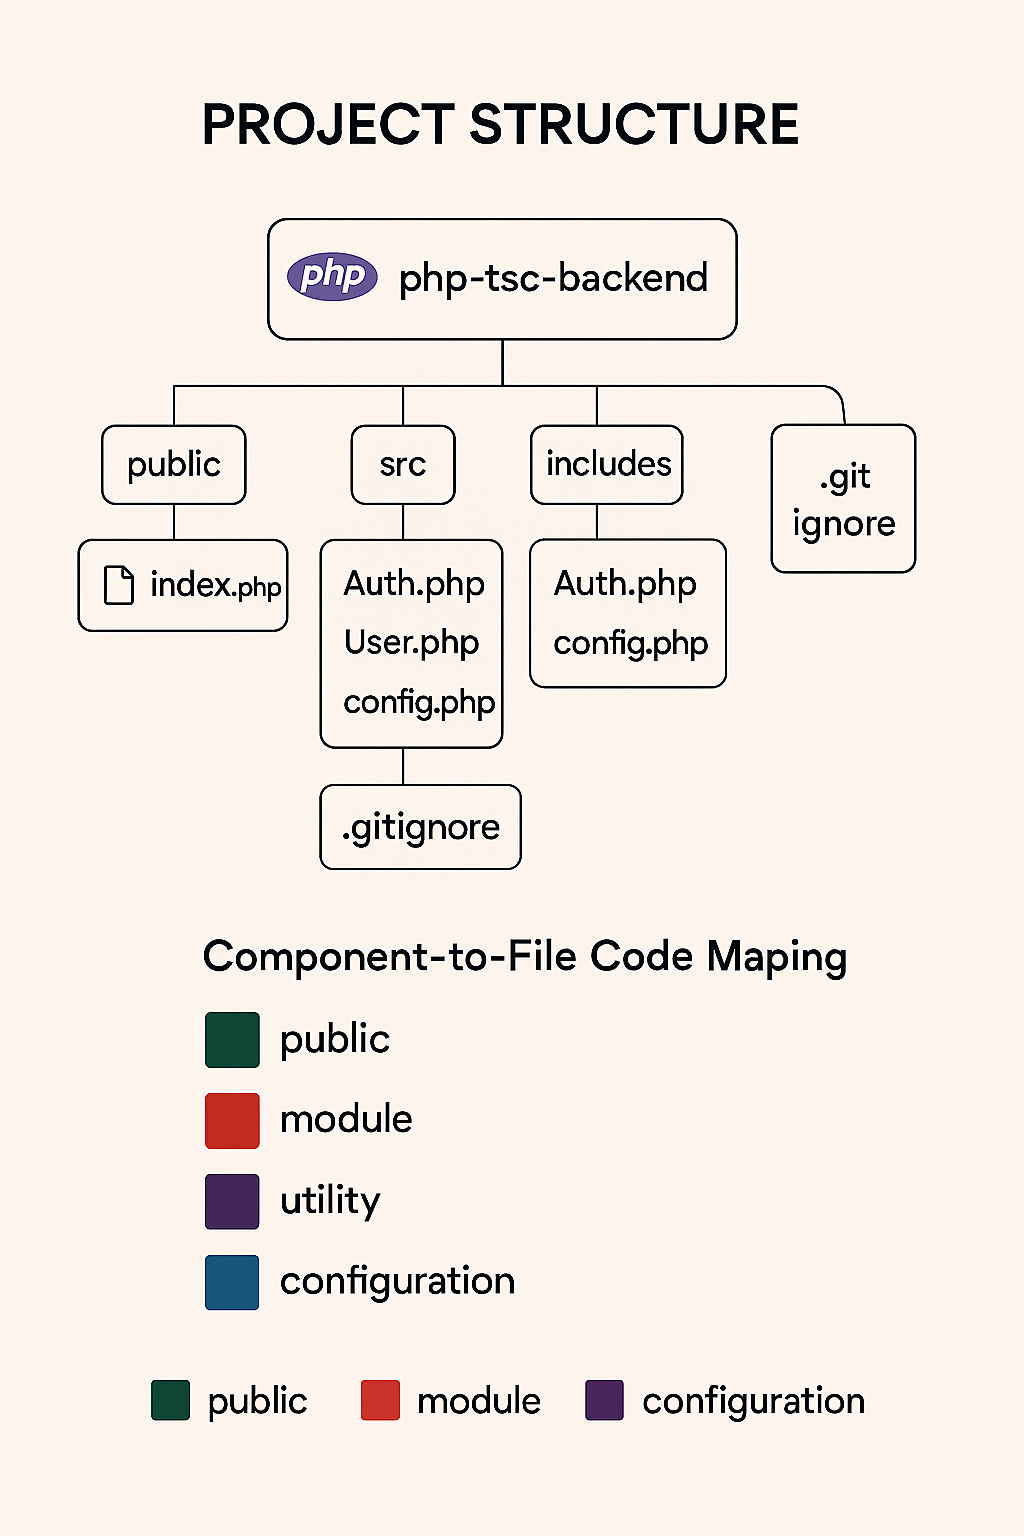 PROJECT STRUCTURE
php php-tsc-backend
public
src
includes
.git
ignore
index.php
Auth.php
User.php
config.php
Auth.php
config.php
.gitignore
Component-to-File Code Maping
public
module
utility
configuration
public module configuration